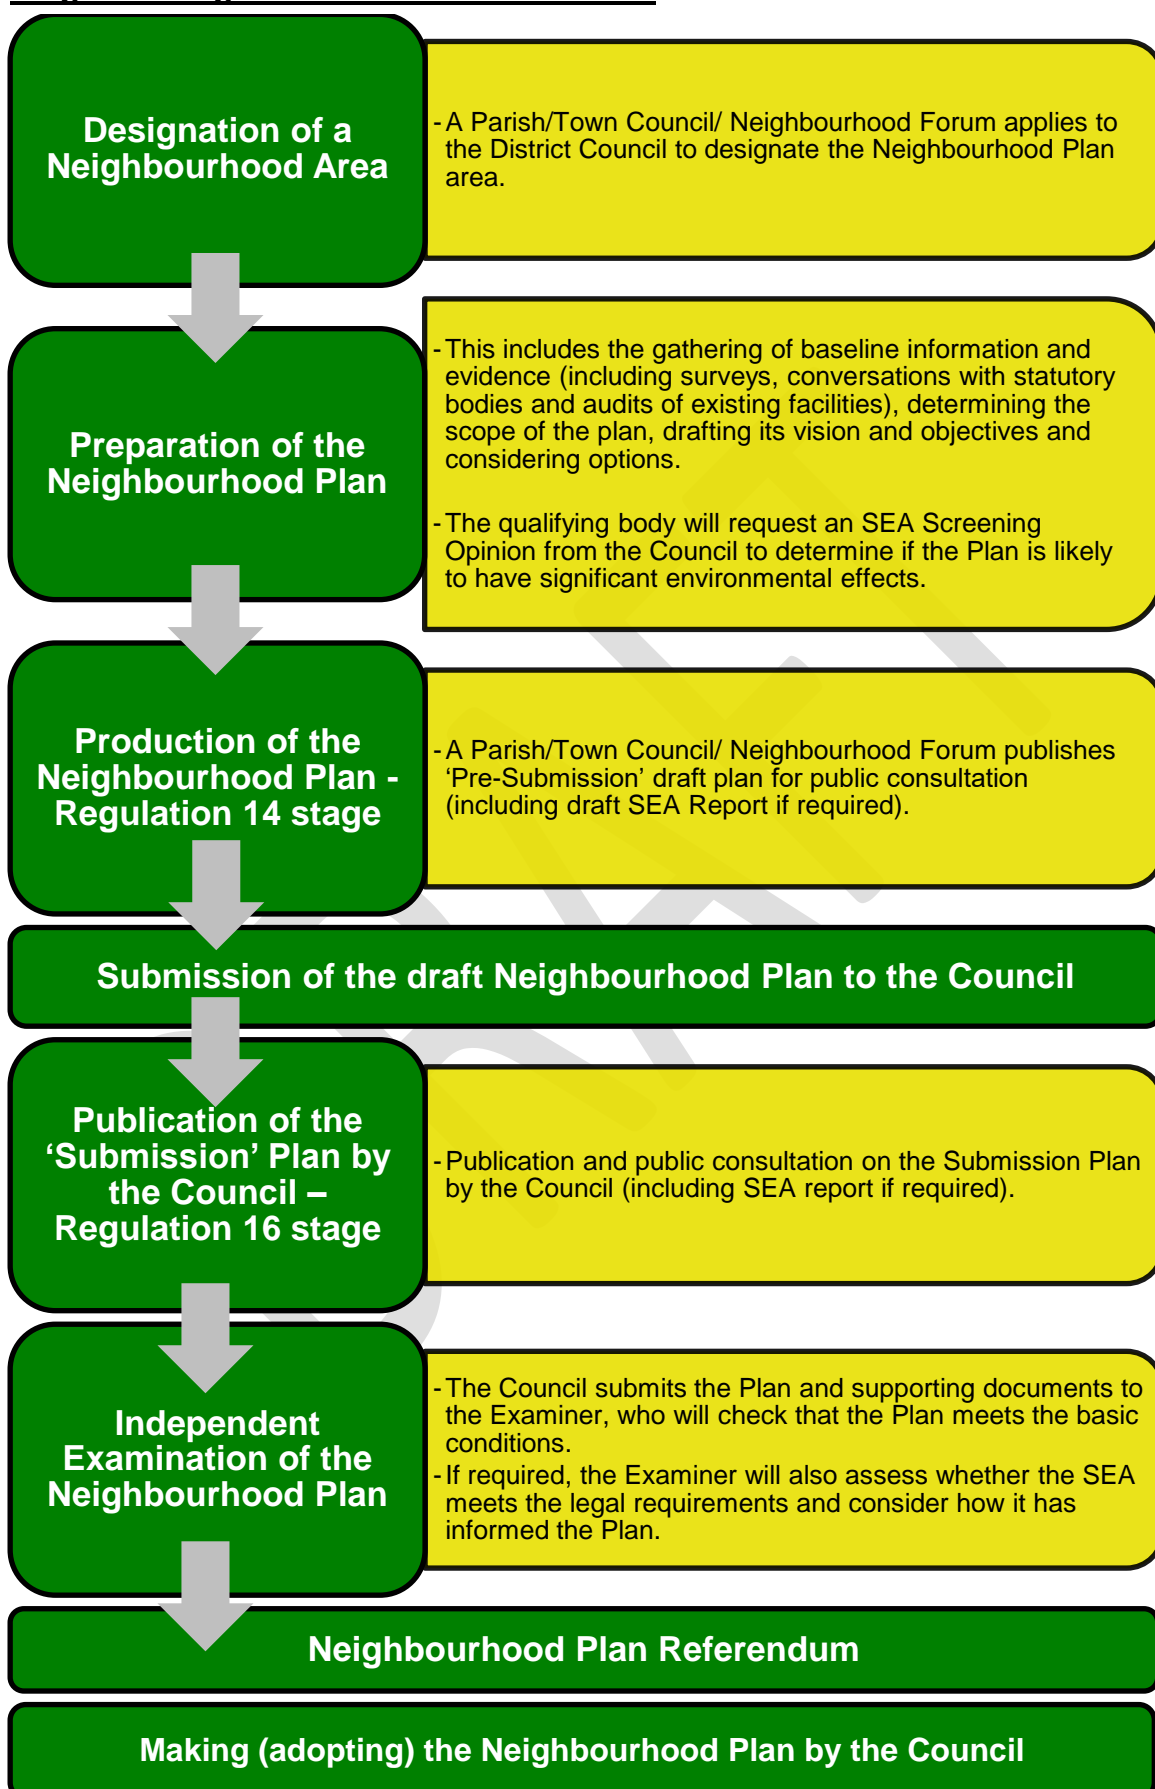 Designation of a
Neighbourhood Area
- A Parish/Town Council/ Neighbourhood Forum applies to
the District Council to designate the Neighbourhood Plan
area.
Preparation of the
Neighbourhood Plan
- This includes the gathering of baseline information and
evidence (including surveys, conversations with statutory
bodies and audits of existing facilities), determining the
scope of the plan, drafting its vision and objectives and
considering options.
- The qualifying body will request an SEA Screening
Opinion from the Council to determine if the Plan is likely
to have significant environmental effects.
Production of the
Neighbourhood Plan -
Regulation 14 stage
- A Parish/Town Council/ Neighbourhood Forum publishes
‘Pre-Submission’ draft plan for public consultation
(including draft SEA Report if required).
Submission of the draft Neighbourhood Plan to the Council
Publication of the
‘Submission’ Plan by
the Council –
Regulation 16 stage
- Publication and public consultation on the Submission Plan
by the Council (including SEA report if required).
Independent
Examination of the
Neighbourhood Plan
- The Council submits the Plan and supporting documents to
the Examiner, who will check that the Plan meets the basic
conditions.
- If required, the Examiner will also assess whether the SEA
meets the legal requirements and consider how it has
informed the Plan.
Neighbourhood Plan Referendum
Making (adopting) the Neighbourhood Plan by the Council
DRAFT